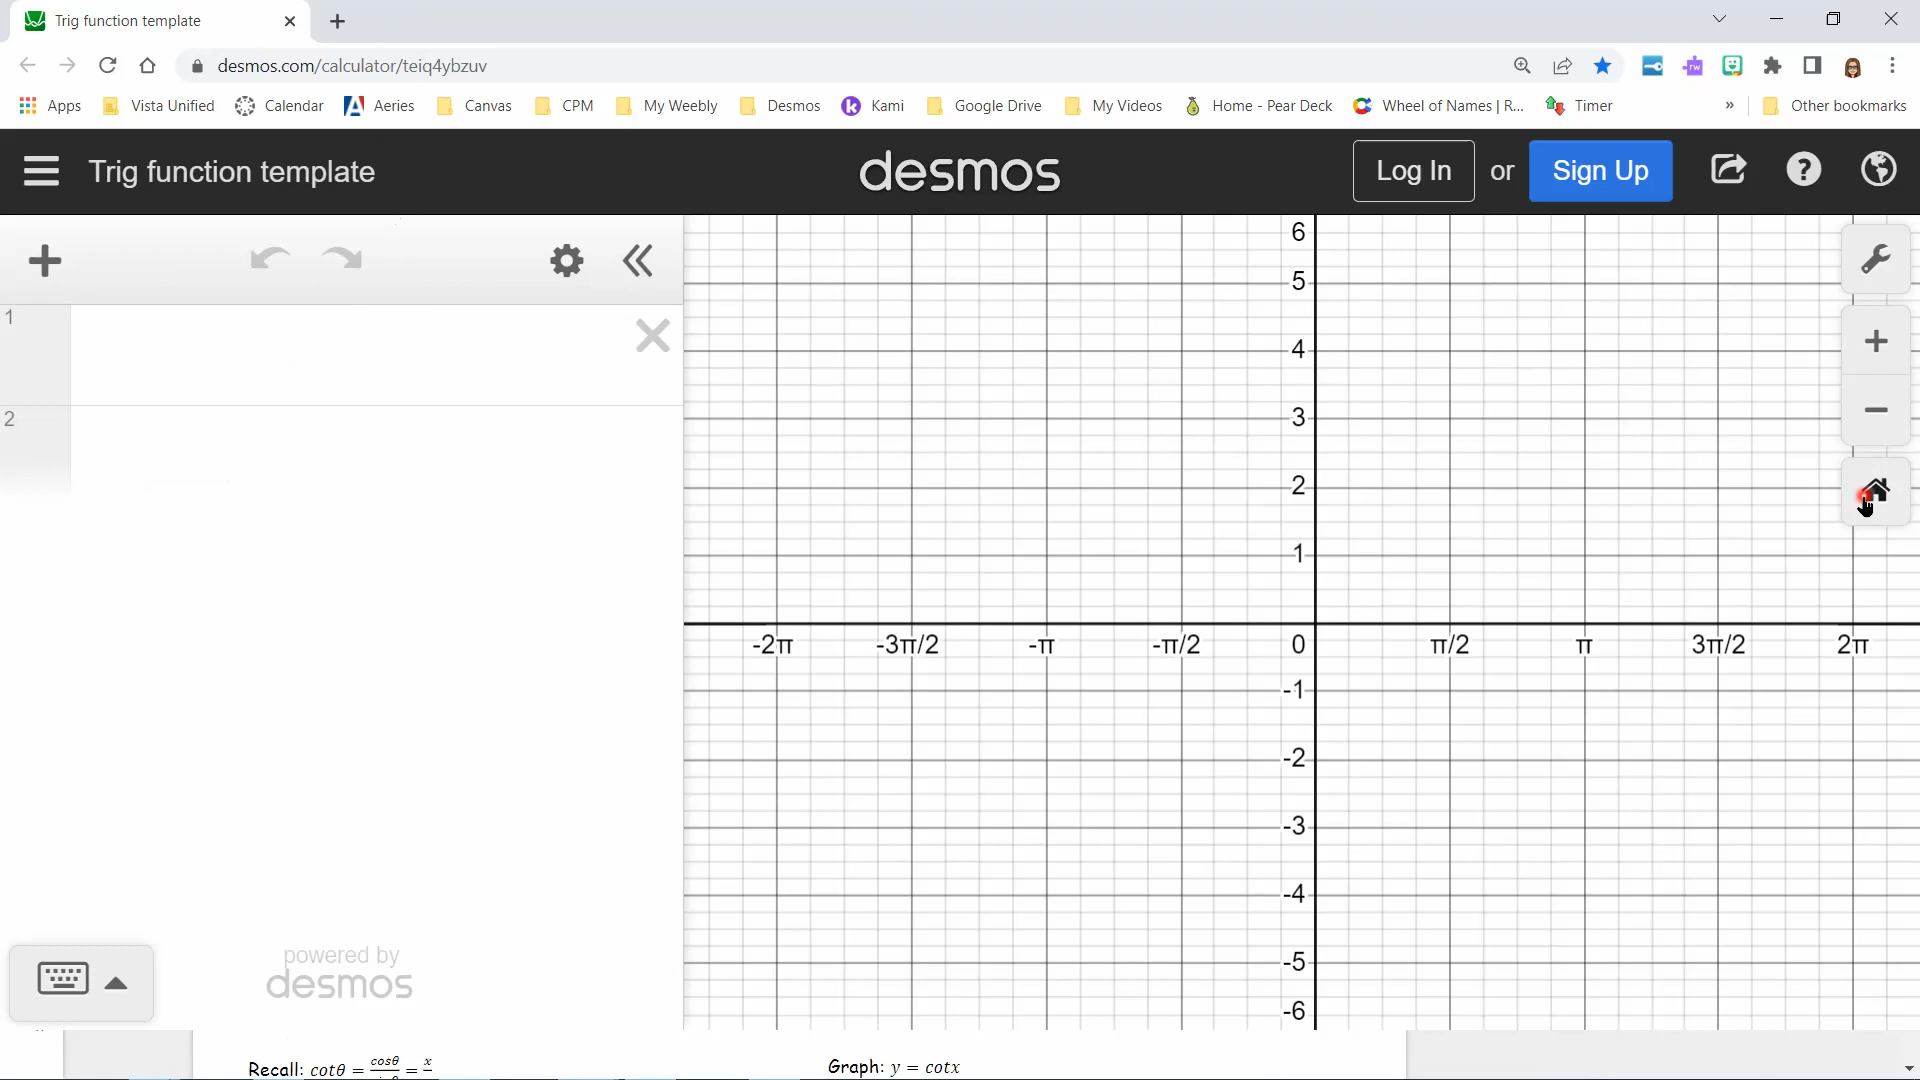 Trig function template
desmos.com/calculator/teiq4ybzuv
Apps Vista Unified Calendar Aeries Canvas CPM My Weebly Desmos Kami Google Drive My Videos Home - Pear Deck Wheel of Names | R... Timer » Other bookmarks
Trig function template desmos Log In or Sign Up
1
2
6
5
4
3
2
1
-2π -3π/2 -π -π/2 0 π/2 π 3π/2 2π
-1
-2
-3
-4
-5
-6
powered by
desmos
Recall: cotθ = cosθ = x
Graph: y = cotx